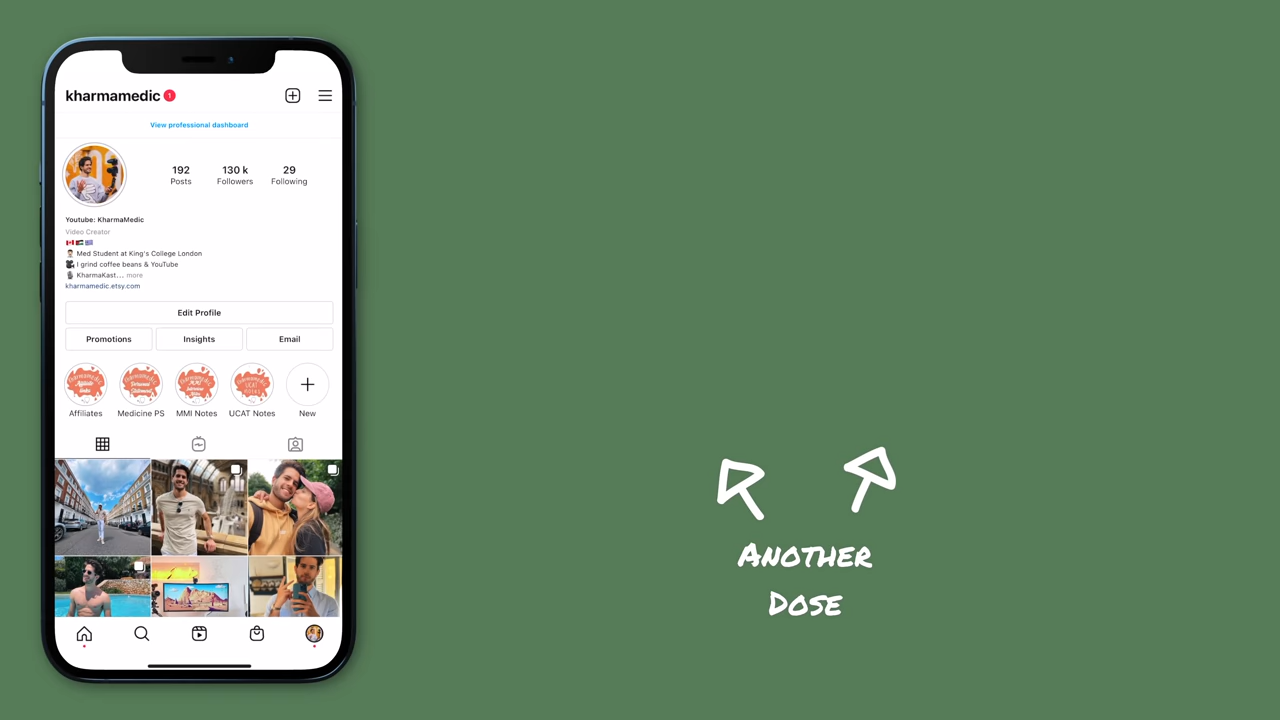 kharmamedic 1
View professional dashboard
192 130 k 29
Posts Followers Following
Youtube: KharmaMedic
Video Creator
Med Student at King's College London
I grind coffee beans & YouTube
KharmaKast... more
kharmamedic.etsy.com
Edit Profile
Promotions Insights Email
Affiliates Medicine PS MMI Notes UCAT Notes New
ANOTHER
DOSE